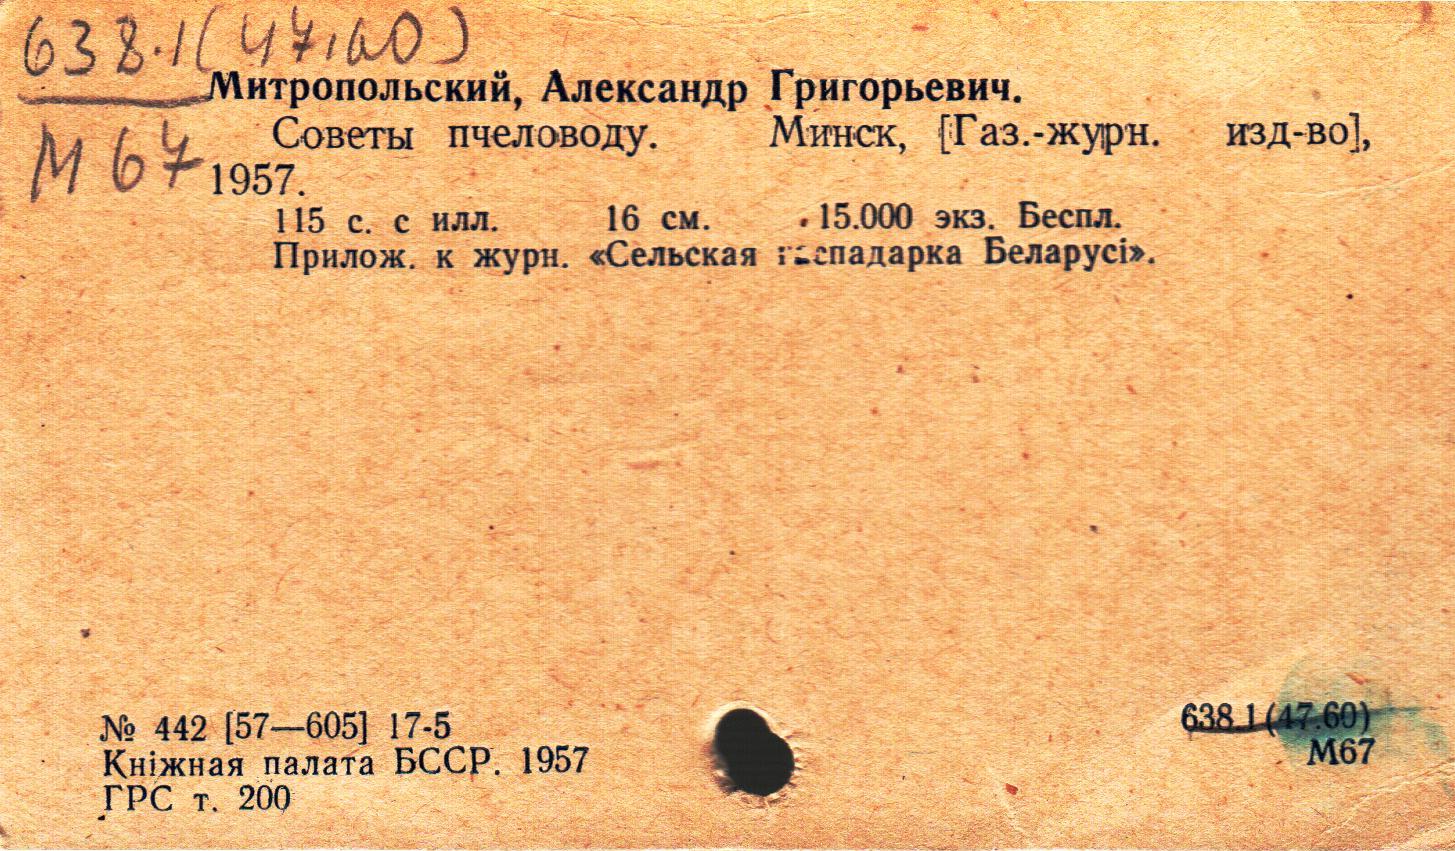 638.1(47.60)
М67
Митропольский, Александр Григорьевич.
Советы пчеловоду. Минск, [Газ.-журн. изд-во],
1957.
115 с. с илл. 16 см. 15.000 экз. Беспл.
Прилож. к журн. «Сельская гаспадарка Беларусі».
№ 442 [57—605] 17-5
Кніжная палата БССР. 1957
ГРС т. 200
638.1(47.60)
М67